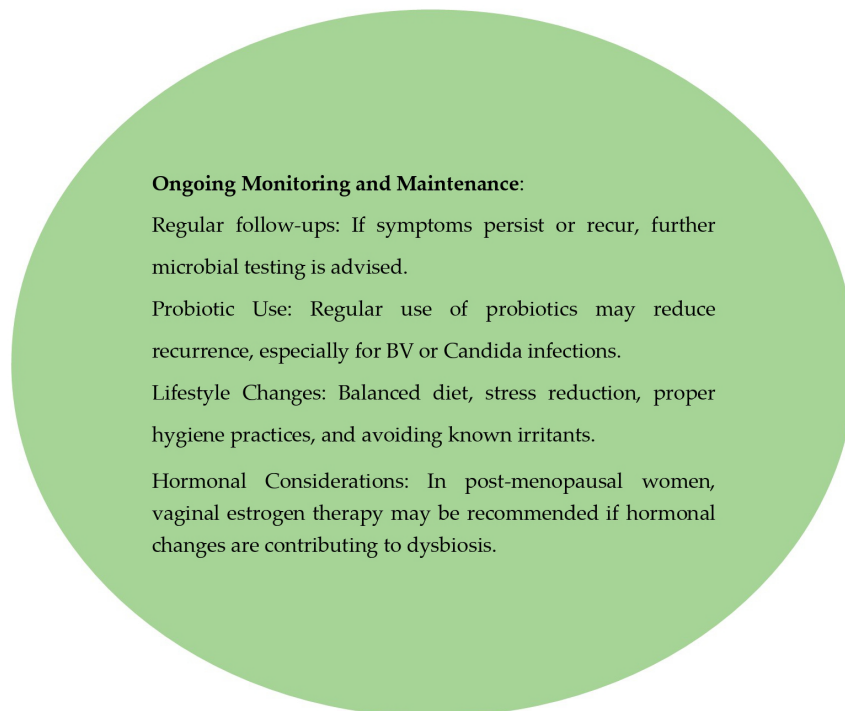 Ongoing Monitoring and Maintenance:
Regular follow-ups: If symptoms persist or recur, further
microbial testing is advised.
Probiotic Use: Regular use of probiotics may reduce
recurrence, especially for BV or Candida infections.
Lifestyle Changes: Balanced diet, stress reduction, proper
hygiene practices, and avoiding known irritants.
Hormonal Considerations: In post-menopausal women,
vaginal estrogen therapy may be recommended if hormonal
changes are contributing to dysbiosis.